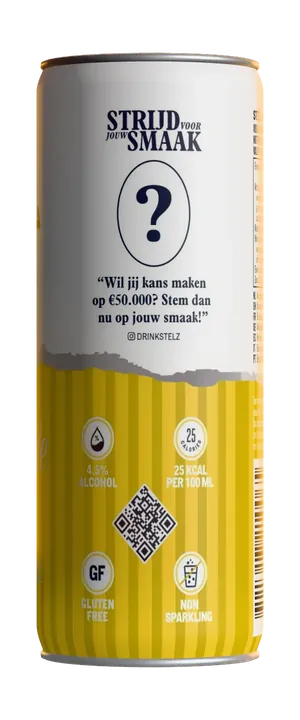 STRIJD VOOR
JOUW SMAAK
?
“Wil jij kans maken
op €50.000? Stem dan
nu op jouw smaak!”
DRINKSTELZ
25
CALORIES
4.5%
ALCOHOL
25 KCAL
PER 100 ML
GF
GLUTEN
FREE
NON
SPARKLING